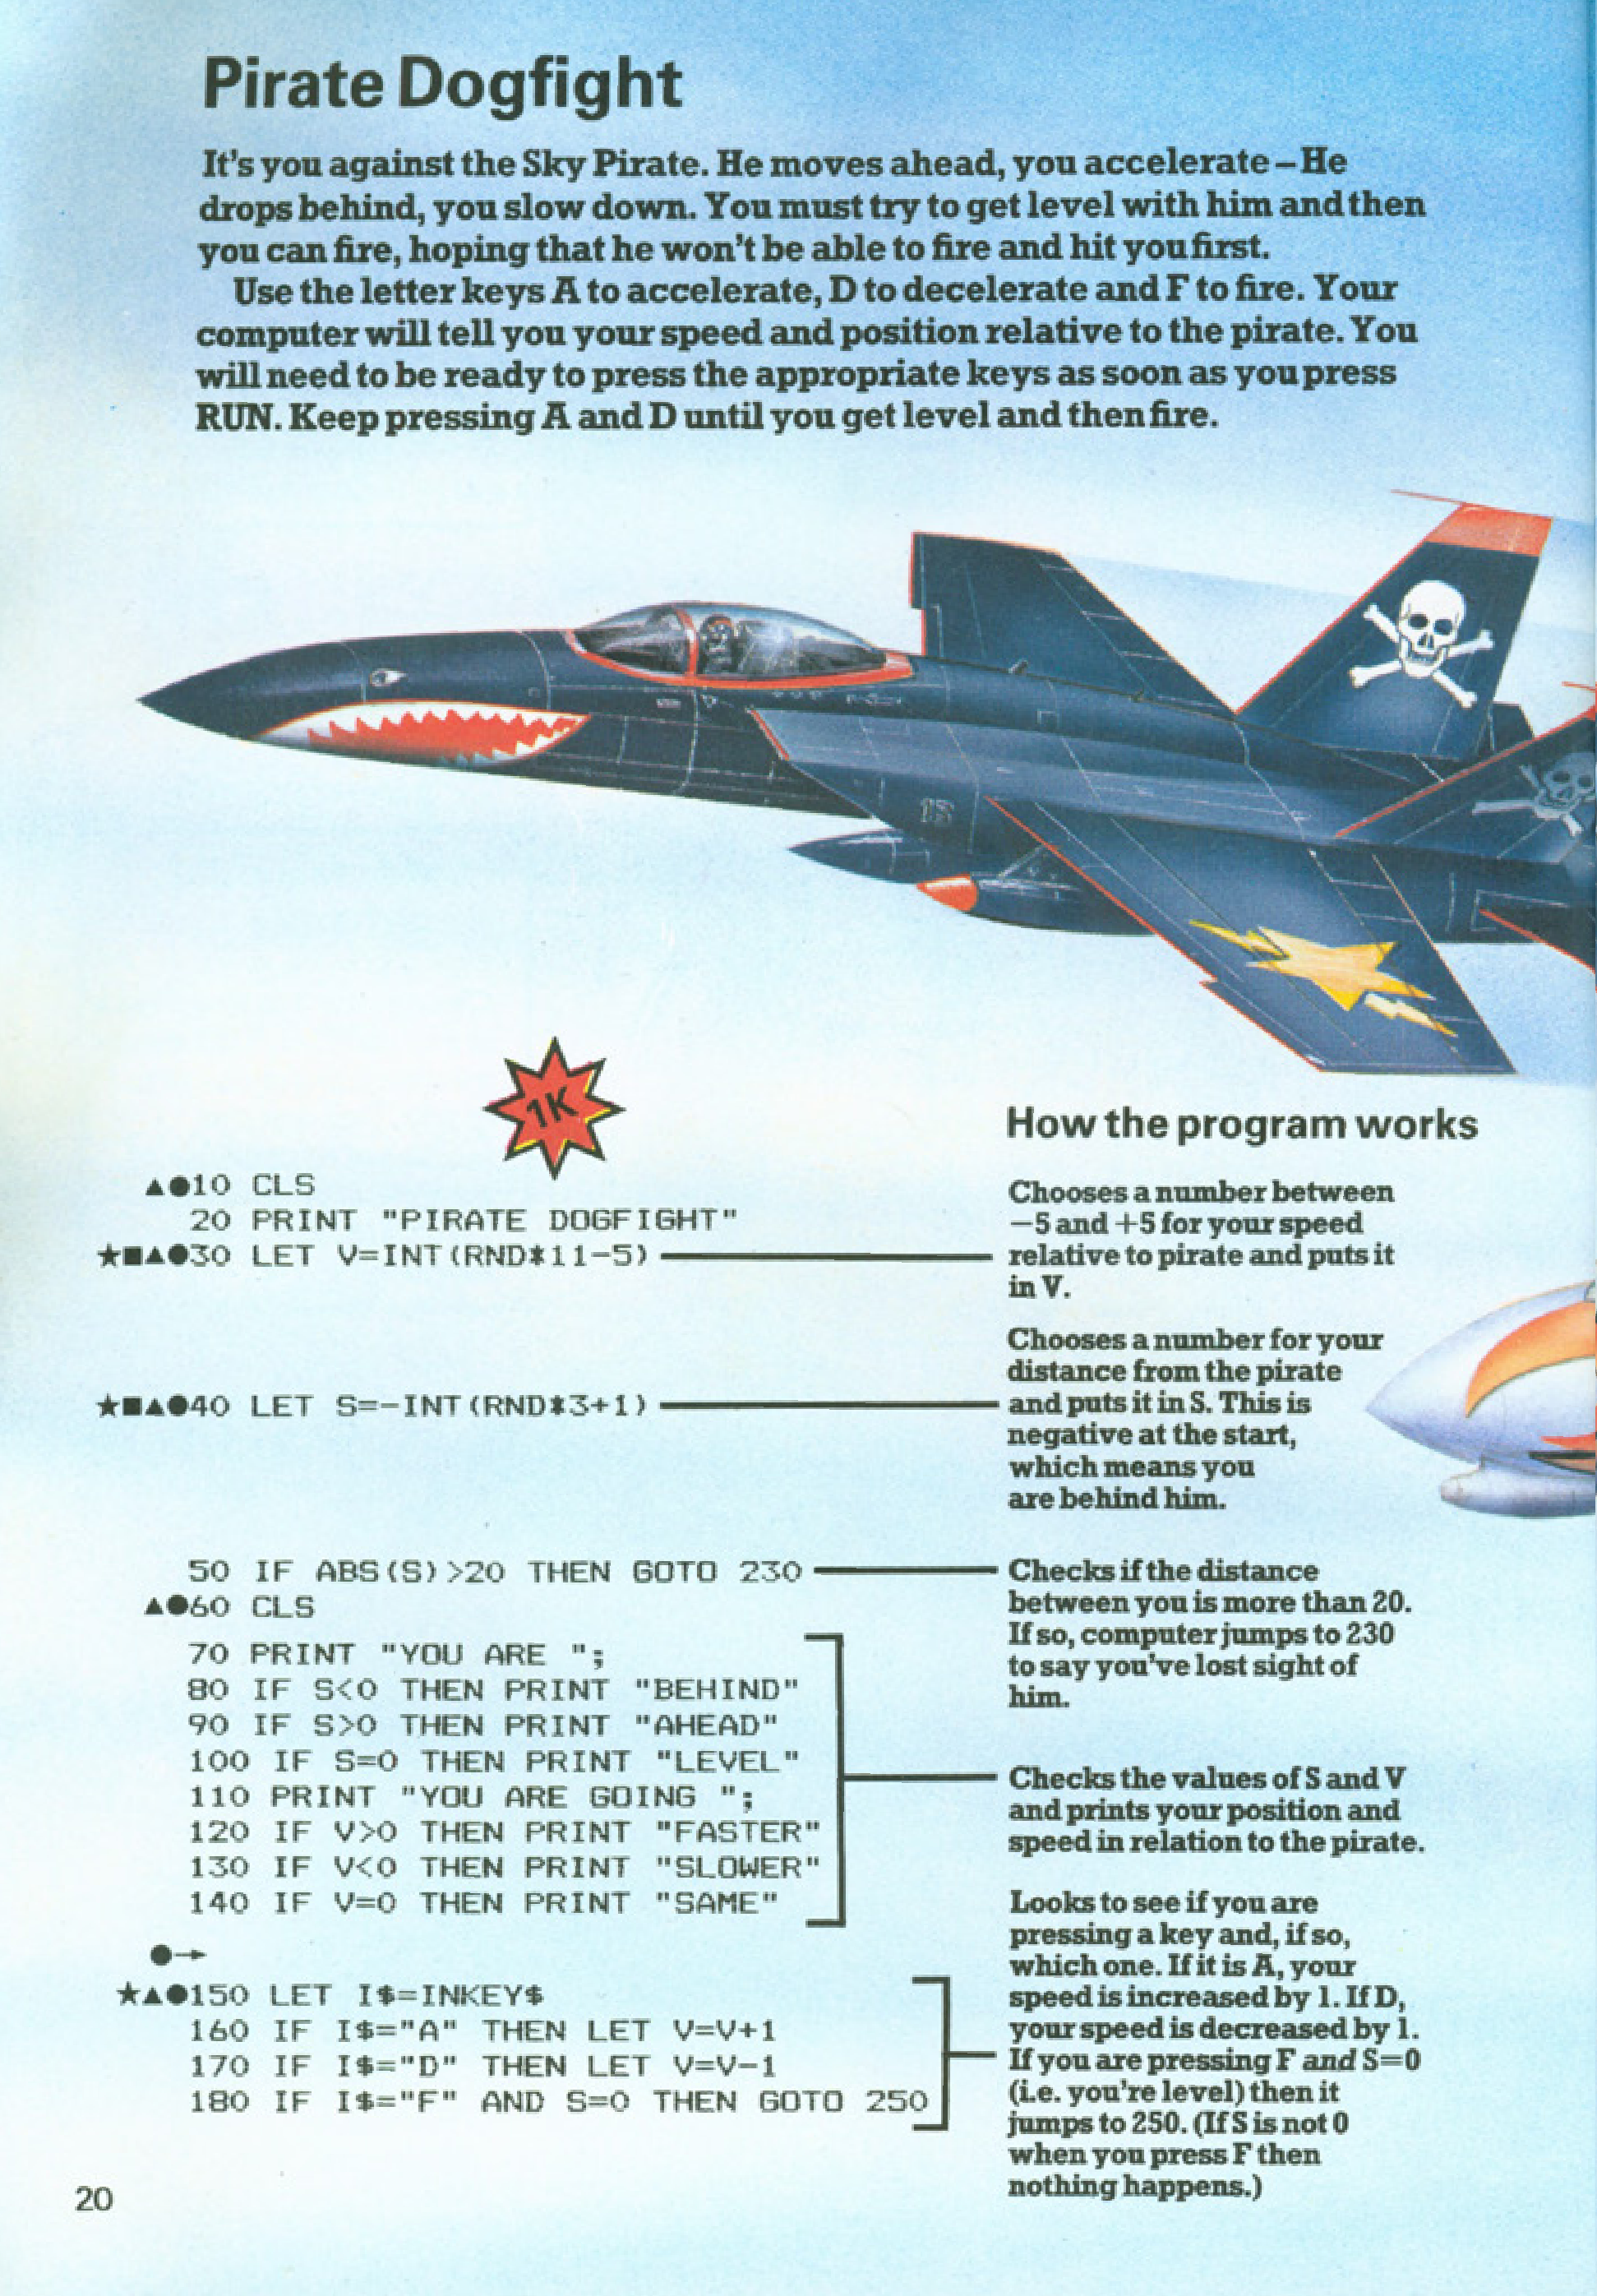 Pirate Dogfight
It's you against the Sky Pirate. He moves ahead, you accelerate – He
drops behind, you slow down. You must try to get level with him and then
you can fire, hoping that he won't be able to fire and hit you first.
Use the letter keys A to accelerate, D to decelerate and F to fire. Your
computer will tell you your speed and position relative to the pirate. You
will need to be ready to press the appropriate keys as soon as you press
RUN. Keep pressing A and D until you get level and then fire.
13
1K
▲●10 CLS
20 PRINT "PIRATE DOGFIGHT"
★■▲●30 LET V=INT(RND*11-5)
★■▲●40 LET S=-INT(RND*3+1)
50 IF ABS(S)>20 THEN GOTO 230
▲●60 CLS
70 PRINT "YOU ARE ";
80 IF S<0 THEN PRINT "BEHIND"
90 IF S>0 THEN PRINT "AHEAD"
100 IF S=0 THEN PRINT "LEVEL"
110 PRINT "YOU ARE GOING ";
120 IF V>0 THEN PRINT "FASTER"
130 IF V<0 THEN PRINT "SLOWER"
140 IF V=0 THEN PRINT "SAME"
●→
★▲●150 LET I$=INKEY$
160 IF I$="A" THEN LET V=V+1
170 IF I$="D" THEN LET V=V-1
180 IF I$="F" AND S=0 THEN GOTO 250
How the program works
Chooses a number between
–5 and +5 for your speed
relative to pirate and puts it
in V.
Chooses a number for your
distance from the pirate
and puts it in S. This is
negative at the start,
which means you
are behind him.
Checks if the distance
between you is more than 20.
If so, computer jumps to 230
to say you've lost sight of
him.
Checks the values of S and V
and prints your position and
speed in relation to the pirate.
Looks to see if you are
pressing a key and, if so,
which one. If it is A, your
speed is increased by 1. If D,
your speed is decreased by 1.
If you are pressing F and S=0
(i.e. you're level) then it
jumps to 250. (If S is not 0
when you press F then
nothing happens.)
20